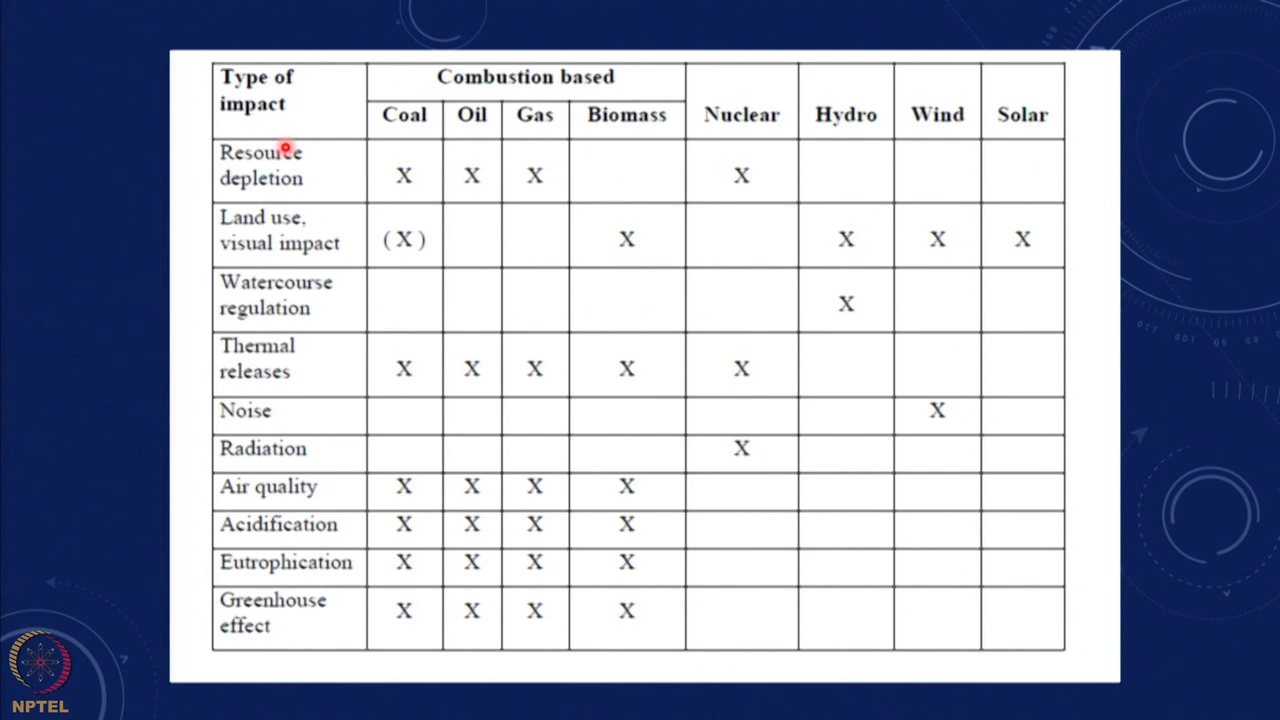 Type of impact Combustion based Nuclear Hydro Wind Solar
Coal Oil Gas Biomass
Resource depletion X X X X
Land use, visual impact (X) X X X X
Watercourse regulation X
Thermal releases X X X X X
Noise X
Radiation X
Air quality X X X X
Acidification X X X X
Eutrophication X X X X
Greenhouse effect X X X X
NPTEL